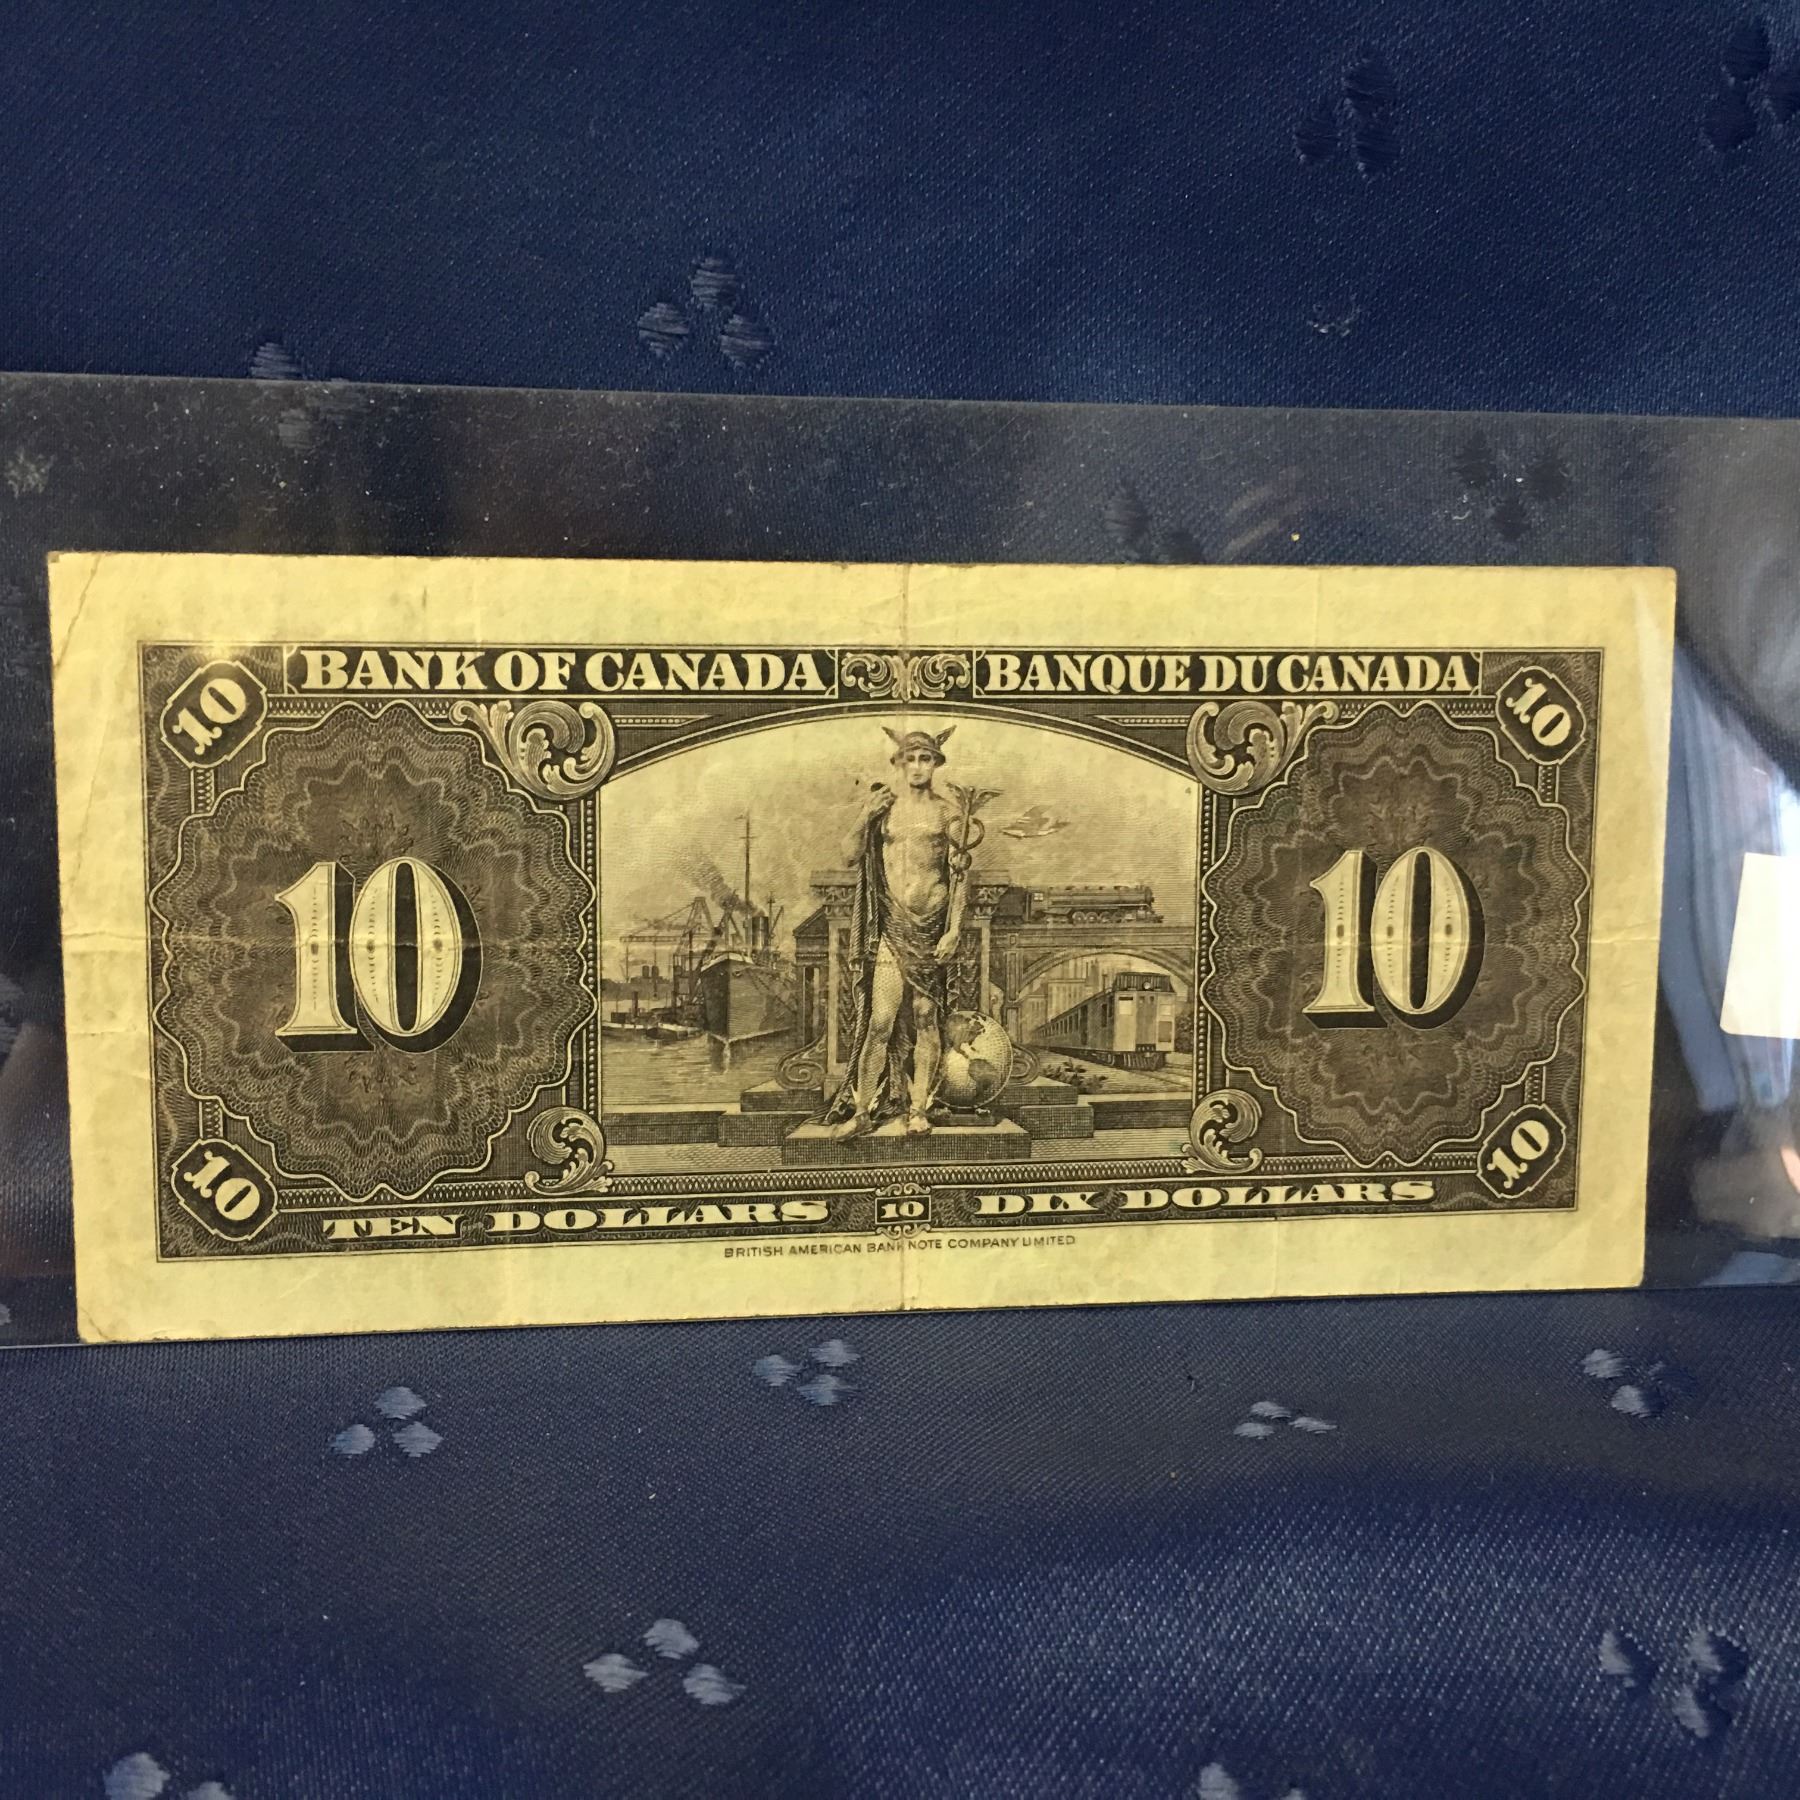 BANK OF CANADA BANQUE DU CANADA
10 10
10 10
10 10
TEN DOLLARS 10 DIX DOLLARS
BRITISH AMERICAN BANK NOTE COMPANY LIMITED